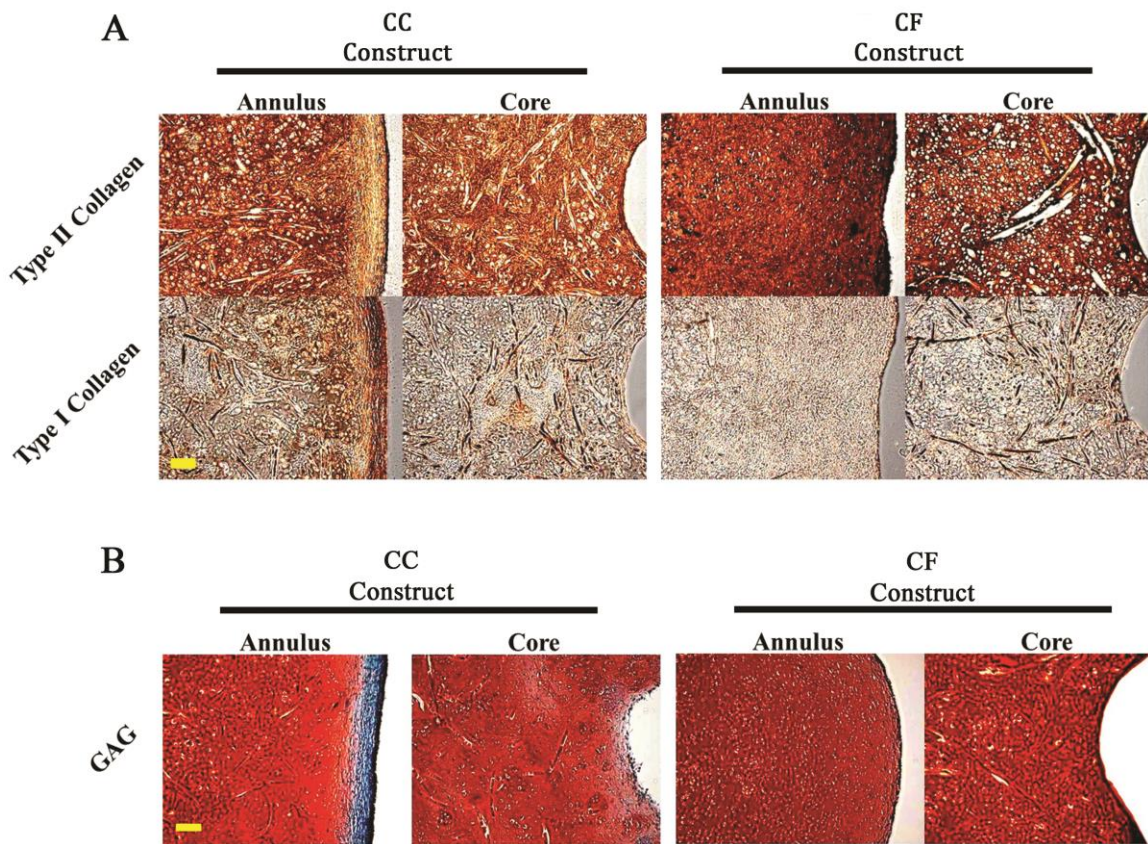 A
CC
Construct
CF
Construct
Annulus
Core
Annulus
Core
Type II Collagen
Type I Collagen
B
CC
Construct
CF
Construct
Annulus
Core
Annulus
Core
GAG